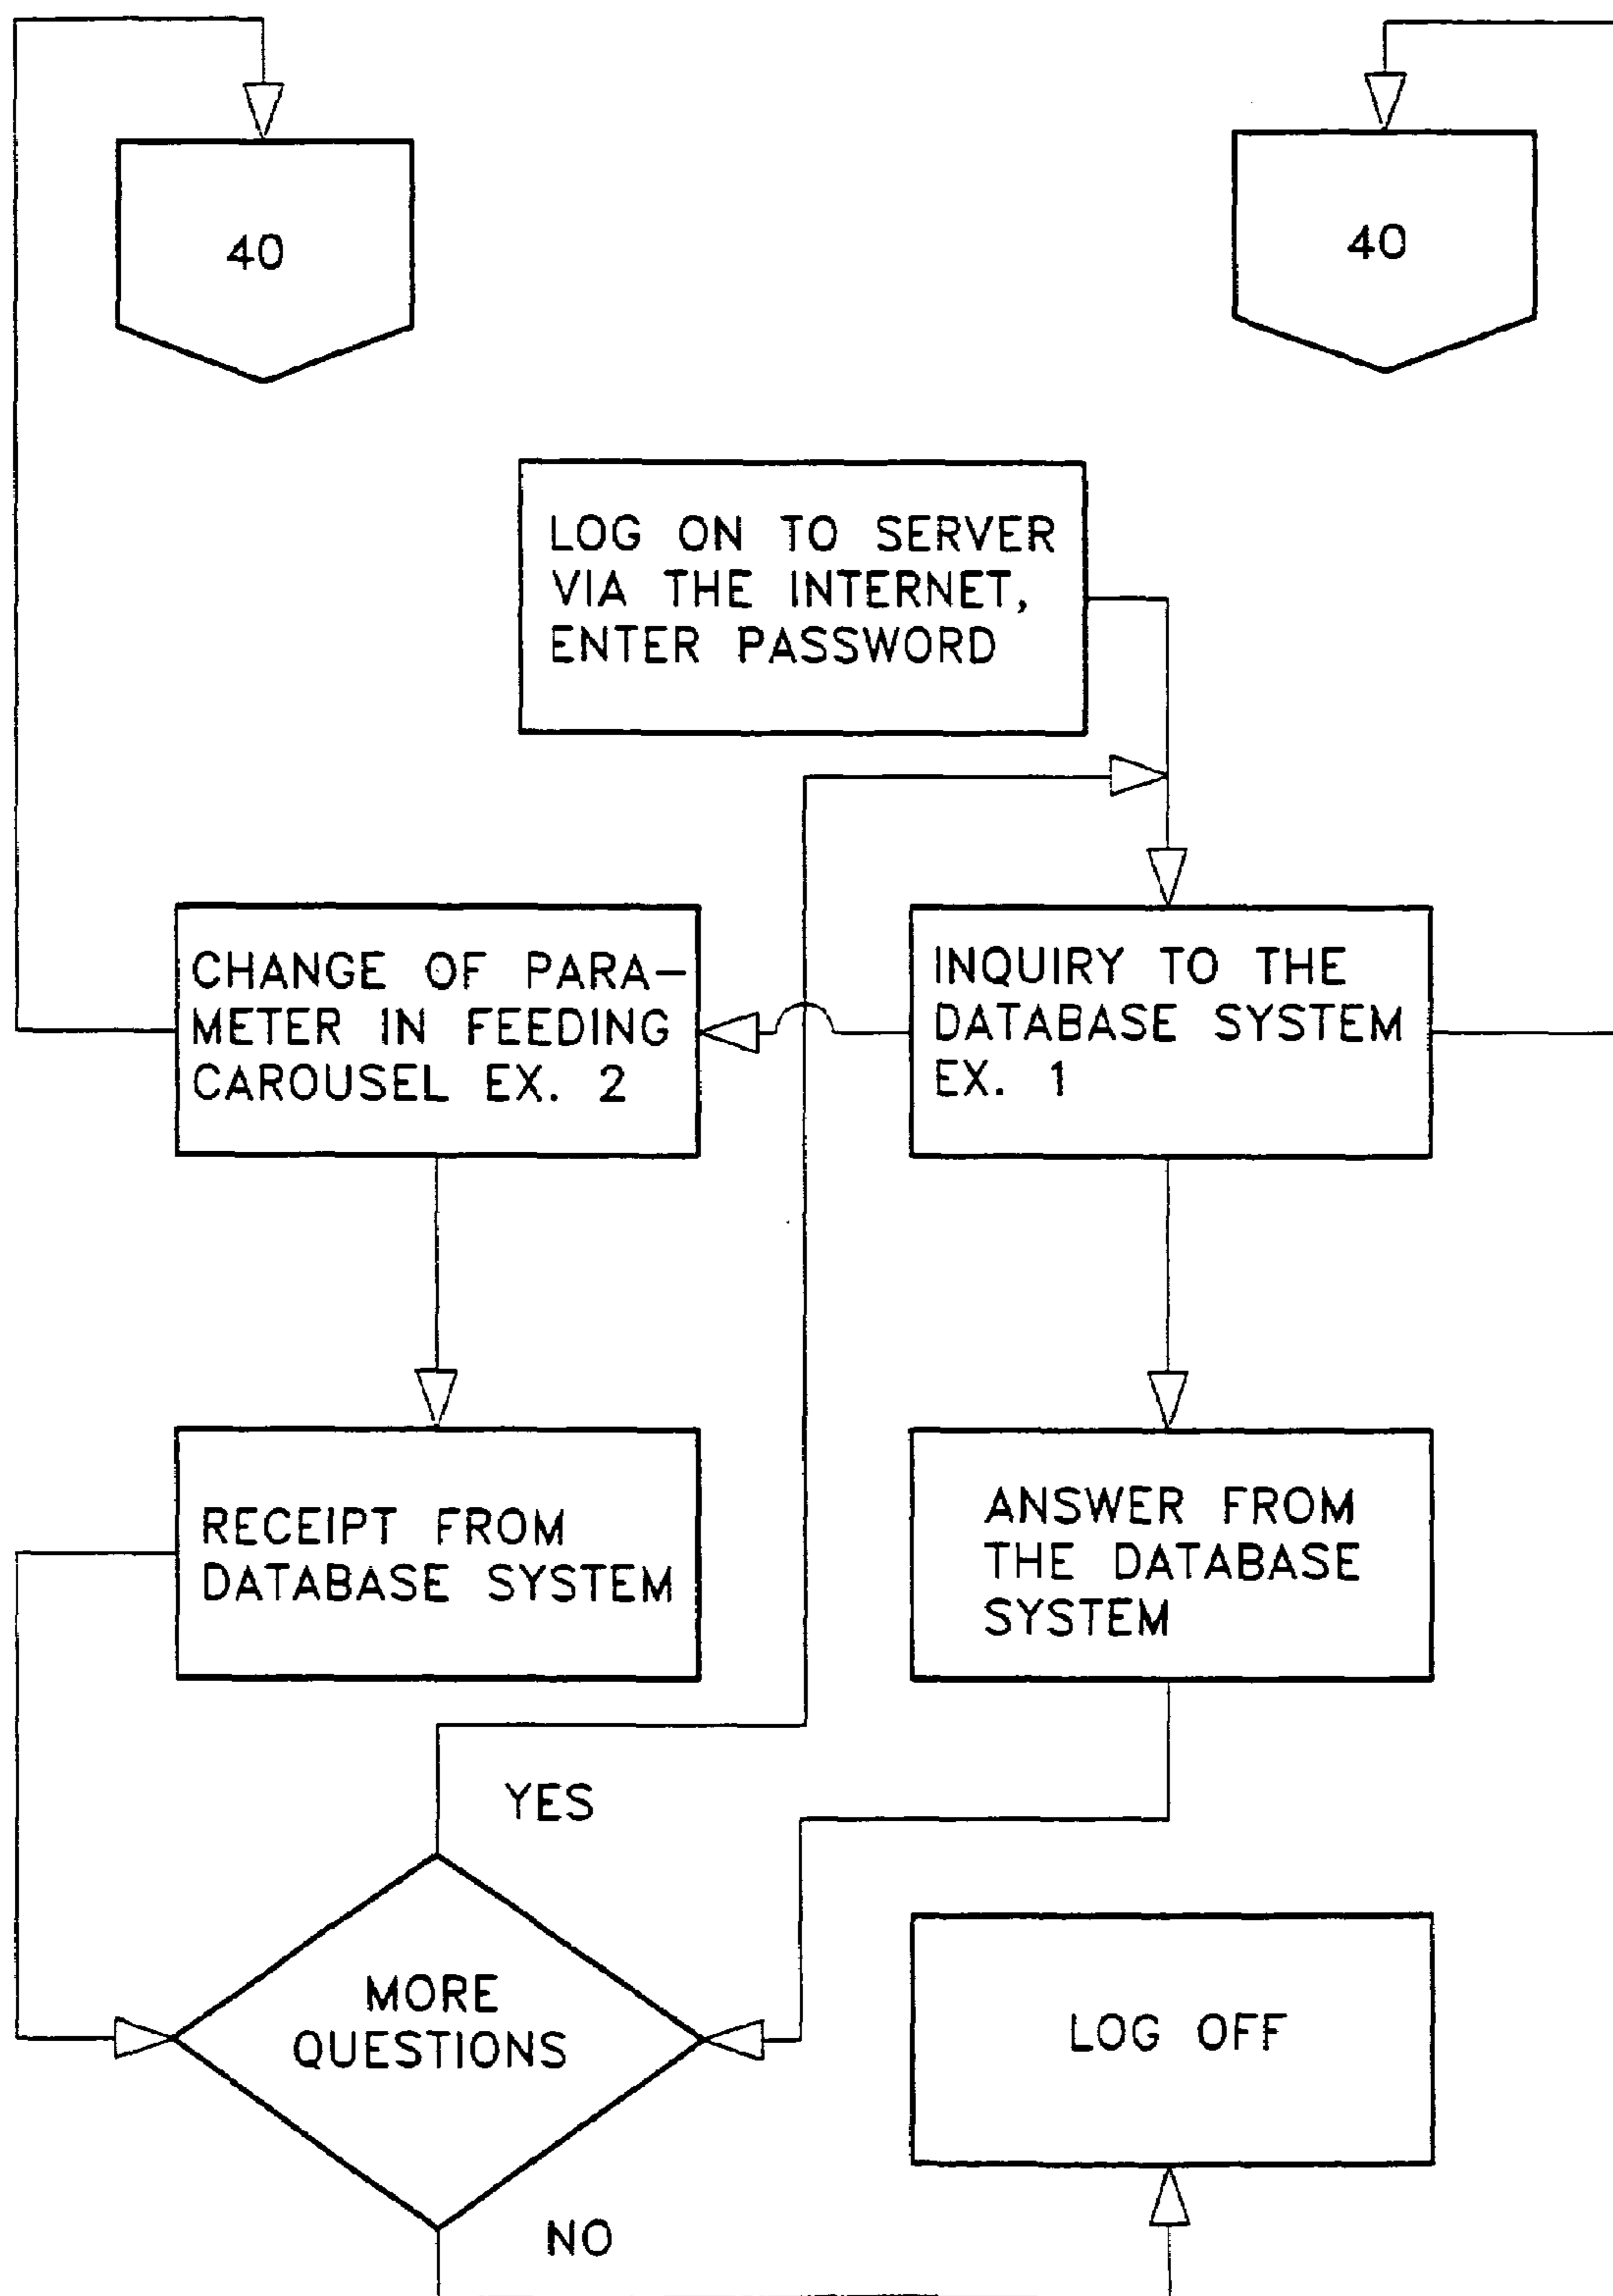 40
40
LOG ON TO SERVER
VIA THE INTERNET,
ENTER PASSWORD
CHANGE OF PARA-
METER IN FEEDING
CAROUSEL EX. 2
INQUIRY TO THE
DATABASE SYSTEM
EX. 1
RECEIPT FROM
DATABASE SYSTEM
ANSWER FROM
THE DATABASE
SYSTEM
YES
MORE
QUESTIONS
LOG OFF
NO